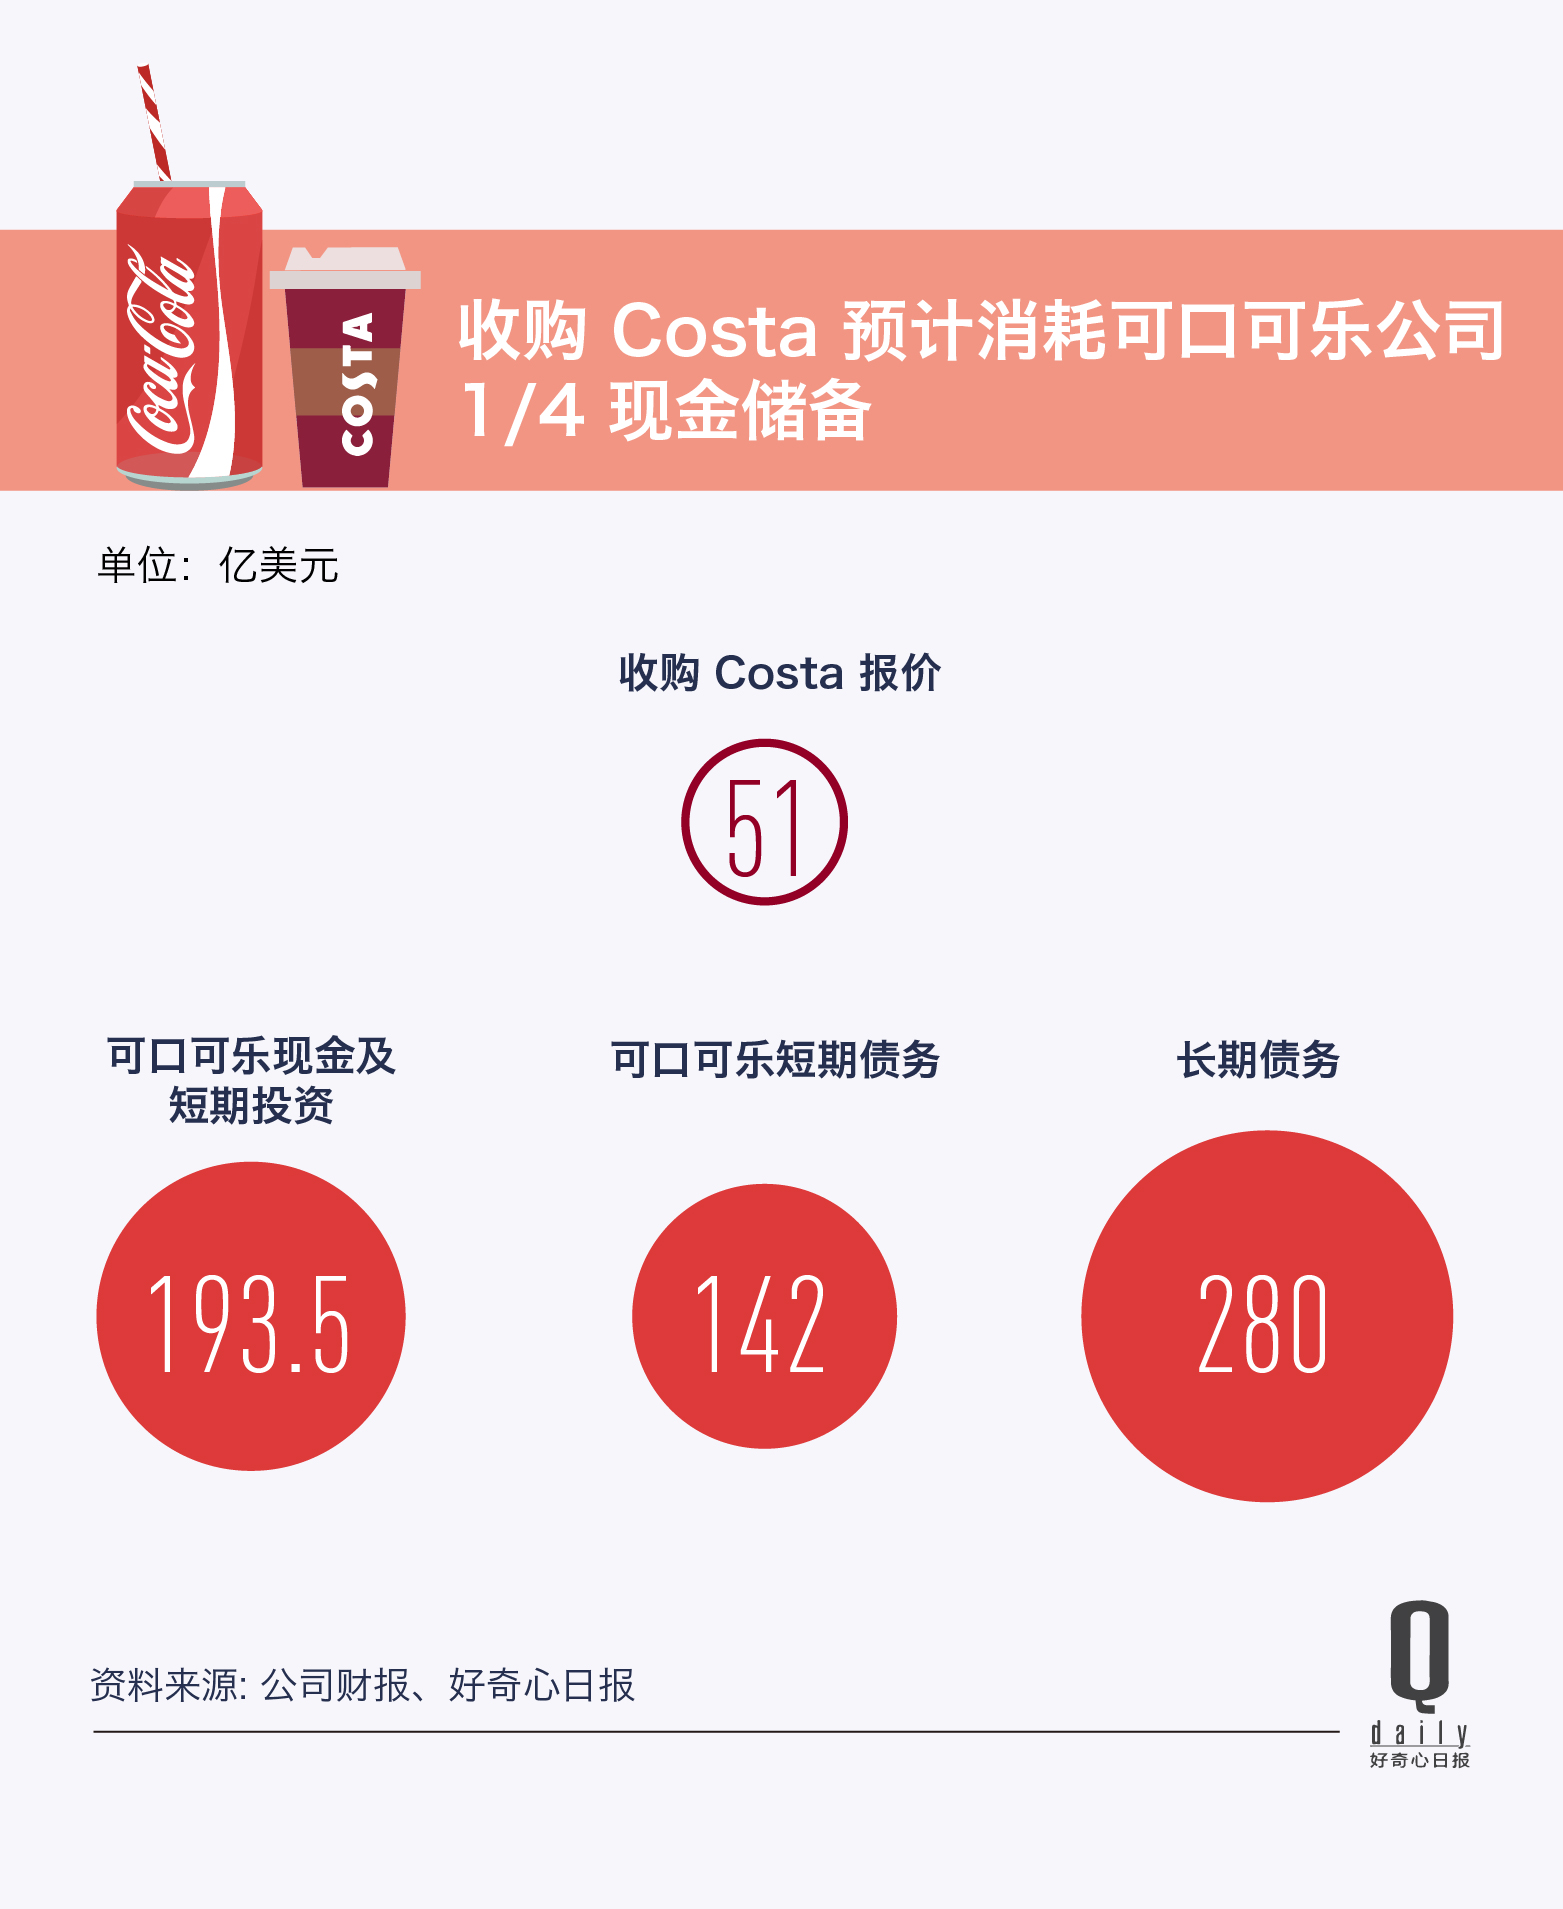 Coca-Cola
COSTA
收购 Costa 预计消耗可口可乐公司
1/4 现金储备
单位：亿美元
收购 Costa 报价
51
可口可乐现金及
短期投资
193.5
可口可乐短期债务
142
长期债务
280
资料来源: 公司财报、好奇心日报
Q
daily
好奇心日报